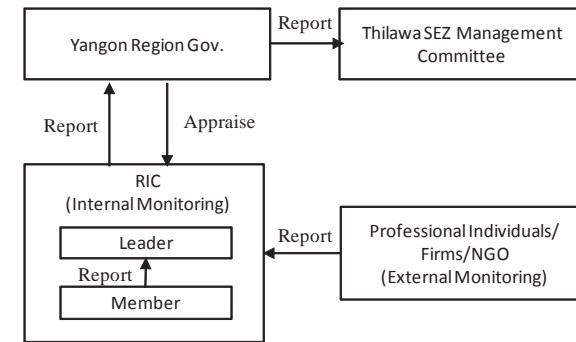 Yangon Region Gov.
Report
Thilawa SEZ Management
Committee
Report
Appraise
RIC
(Internal Monitoring)
Leader
Report
Member
Report
Professional Individuals/
Firms/NGO
(External Monitoring)